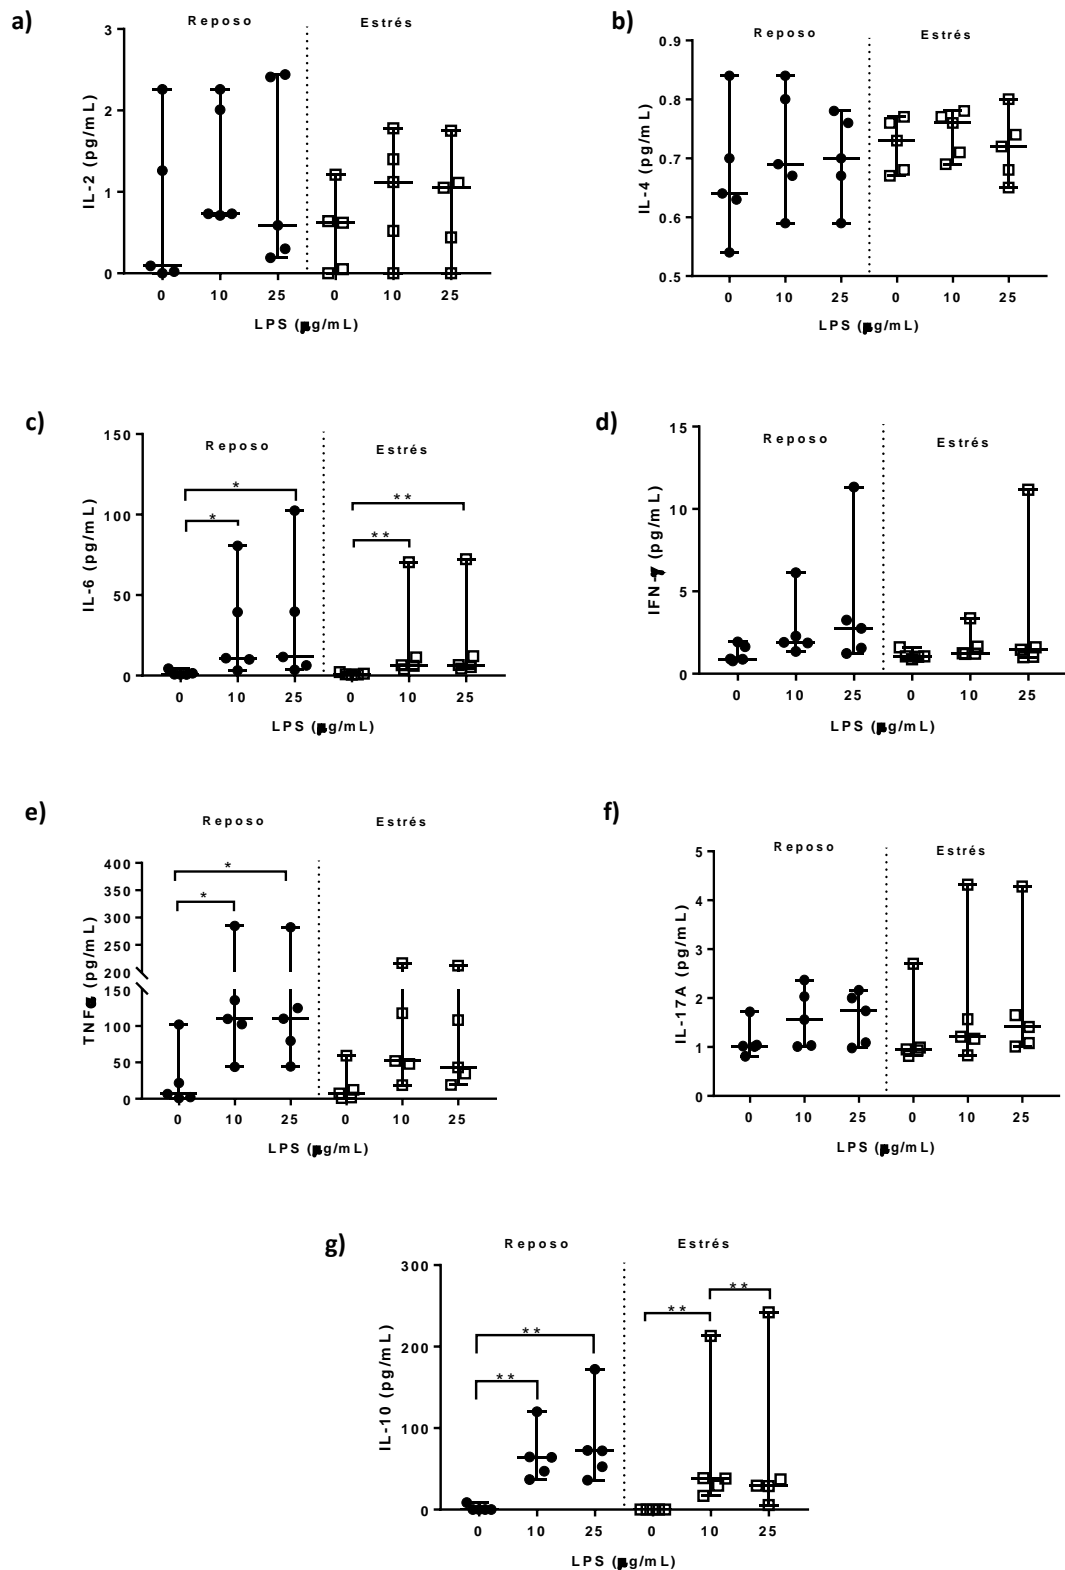 a)
Reposo
Estrés
IL-2 (pg/mL)
3
2
1
0
0 10 25 0 10 25
LPS (µg/mL)
b)
Reposo
Estrés
IL-4 (pg/mL)
0.9
0.8
0.7
0.6
0.5
0 10 25 0 10 25
LPS (µg/mL)
c)
Reposo
Estrés
IL-6 (pg/mL)
150
100
50
0
*
*
**
**
0 10 25 0 10 25
LPS (µg/mL)
d)
Reposo
Estrés
IFN-γ (pg/mL)
15
10
5
0
0 10 25 0 10 25
LPS (µg/mL)
e)
Reposo
Estrés
TNFα (pg/mL)
400
350
300
250
200
150
100
50
0
*
*
0 10 25 0 10 25
LPS (µg/mL)
f)
Reposo
Estrés
IL-17A (pg/mL)
5
4
3
2
1
0
0 10 25 0 10 25
LPS (µg/mL)
g)
Reposo
Estrés
IL-10 (pg/mL)
300
200
100
0
**
**
**
**
0 10 25 0 10 25
LPS (µg/mL)